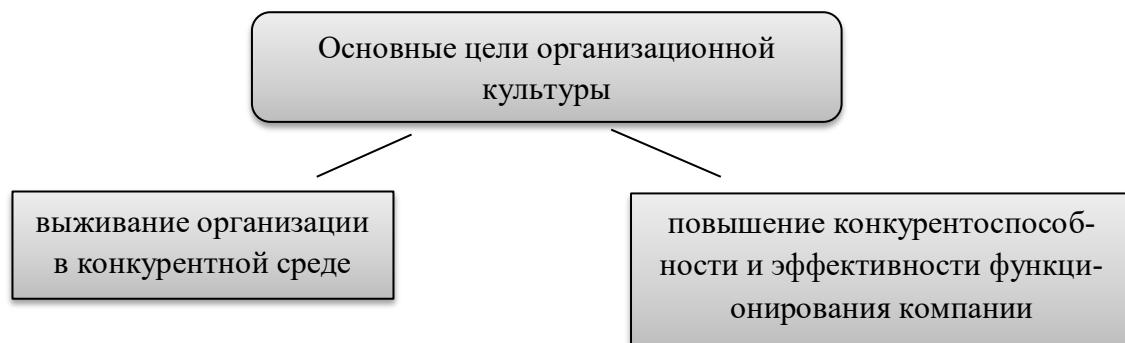 Основные цели организационной
культуры
выживание организации
в конкурентной среде
повышение конкурентоспособ-
ности и эффективности функци-
онирования компании